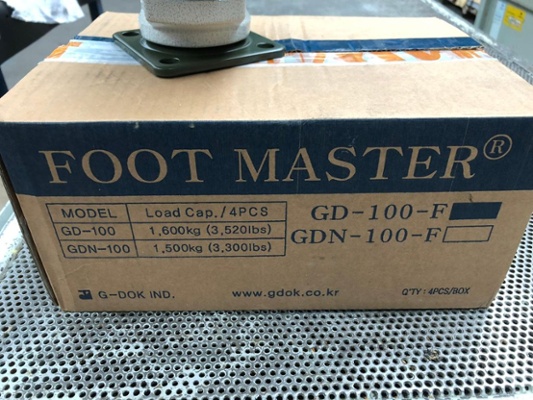 FOOT MASTER®
MODEL Load Cap./4PCS
GD-100 1,600kg (3,520lbs)
GDN-100 1,500kg (3,300lbs)
GD-100-F
GDN-100-F
G-DOK IND. www.gdok.co.kr Q'TY : 4PCS/BOX